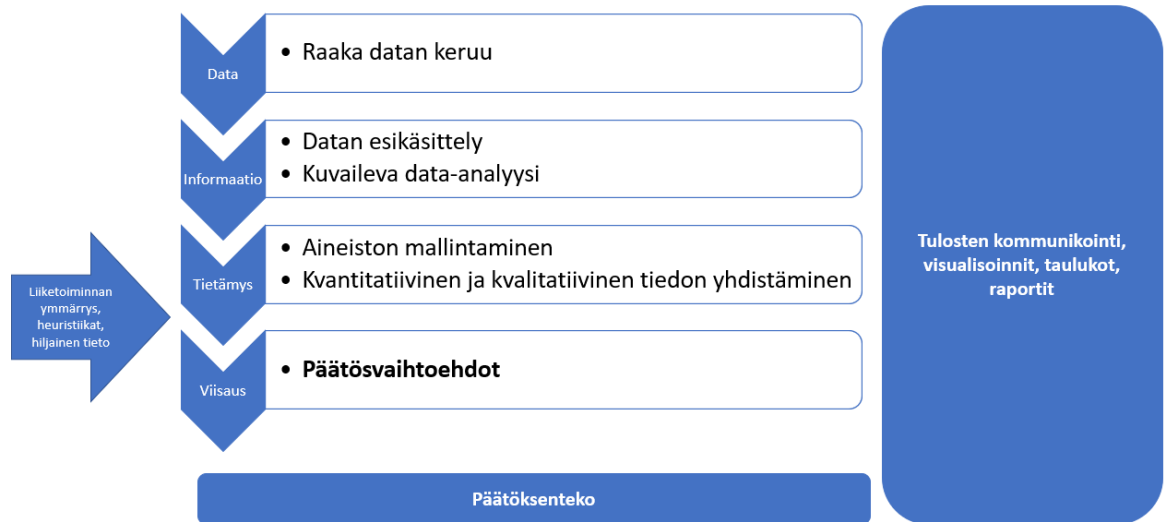 Data
• Raaka datan keruu
Informaatio
• Datan esikäsittely
• Kuvaileva data-analyysi
Tietämys
• Aineiston mallintaminen
• Kvantitatiivinen ja kvalitatiivinen tiedon yhdistäminen
Liiketoiminnan
ymmärrys,
heuristiikat,
hiljainen tieto
Viisaus
• Päätösvaihtoehdot
Päätöksenteko
Tulosten kommunikointi,
visualisoinnit, taulukot,
raportit